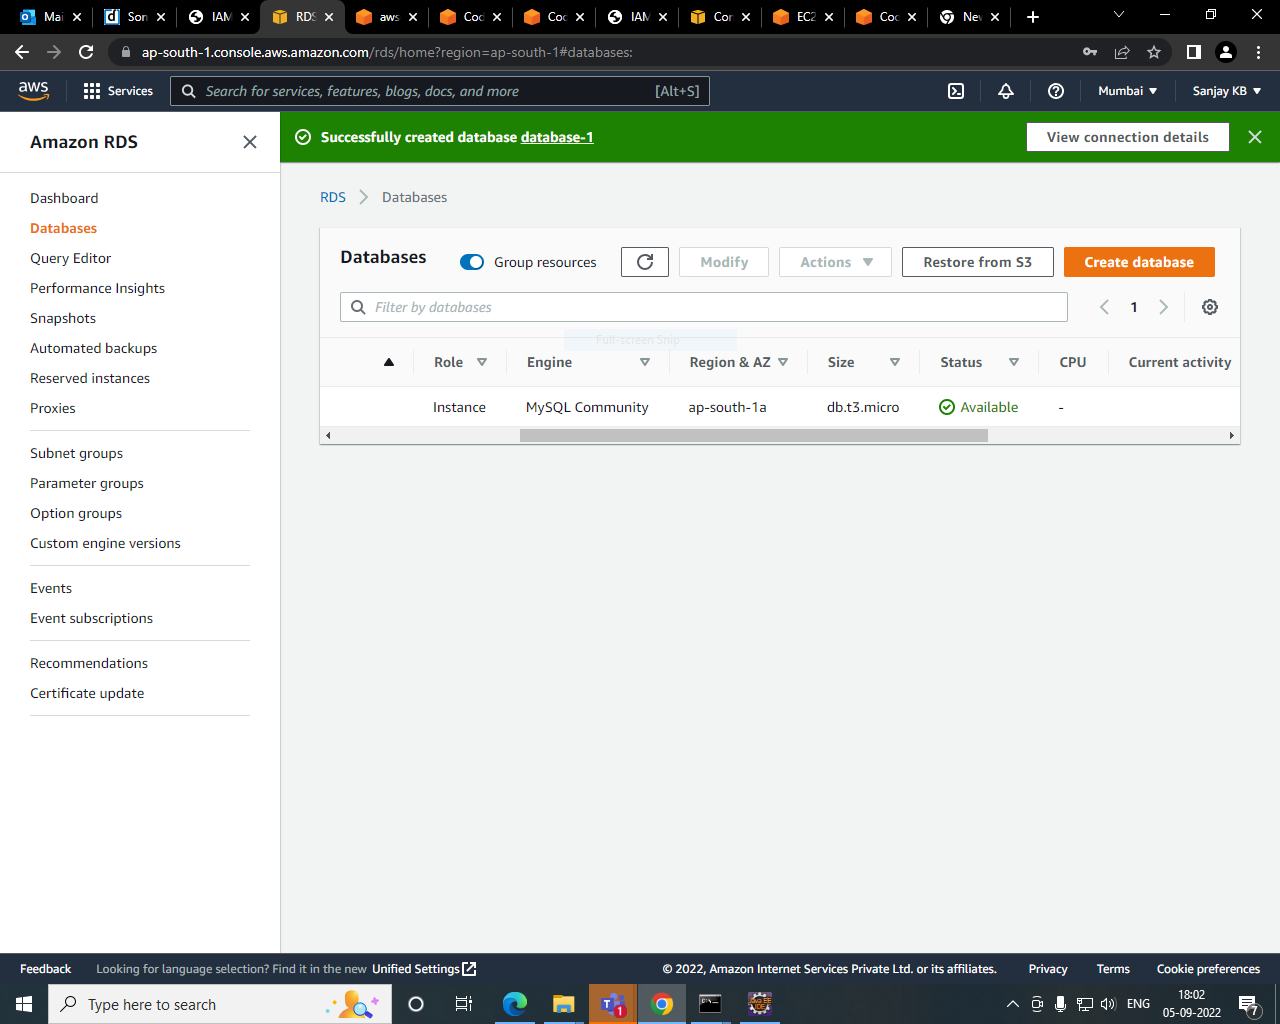 Mai
Son
IAM
RDS
aws
Cod
Coc
IAM
Cor
EC2
Coc
Nev
ap-south-1.console.aws.amazon.com/rds/home?region=ap-south-1#databases:
aws
Services
Search for services, features, blogs, docs, and more
[Alt+S]
Mumbai
Sanjay KB
Amazon RDS
Successfully created database database-1
View connection details
Dashboard
Databases
Query Editor
Performance Insights
Snapshots
Automated backups
Reserved instances
Proxies
Subnet groups
Parameter groups
Option groups
Custom engine versions
Events
Event subscriptions
Recommendations
Certificate update
RDS
Databases
Databases
Group resources
Modify
Actions
Restore from S3
Create database
Filter by databases
1
Full-screen Snip
Role
Engine
Region & AZ
Size
Status
CPU
Current activity
Instance
MySQL Community
ap-south-1a
db.t3.micro
Available
-
Feedback
Looking for language selection? Find it in the new Unified Settings
© 2022, Amazon Internet Services Private Ltd. or its affiliates.
Privacy
Terms
Cookie preferences
Type here to search
1
Java EE
IDE
ENG
18:02
05-09-2022
7